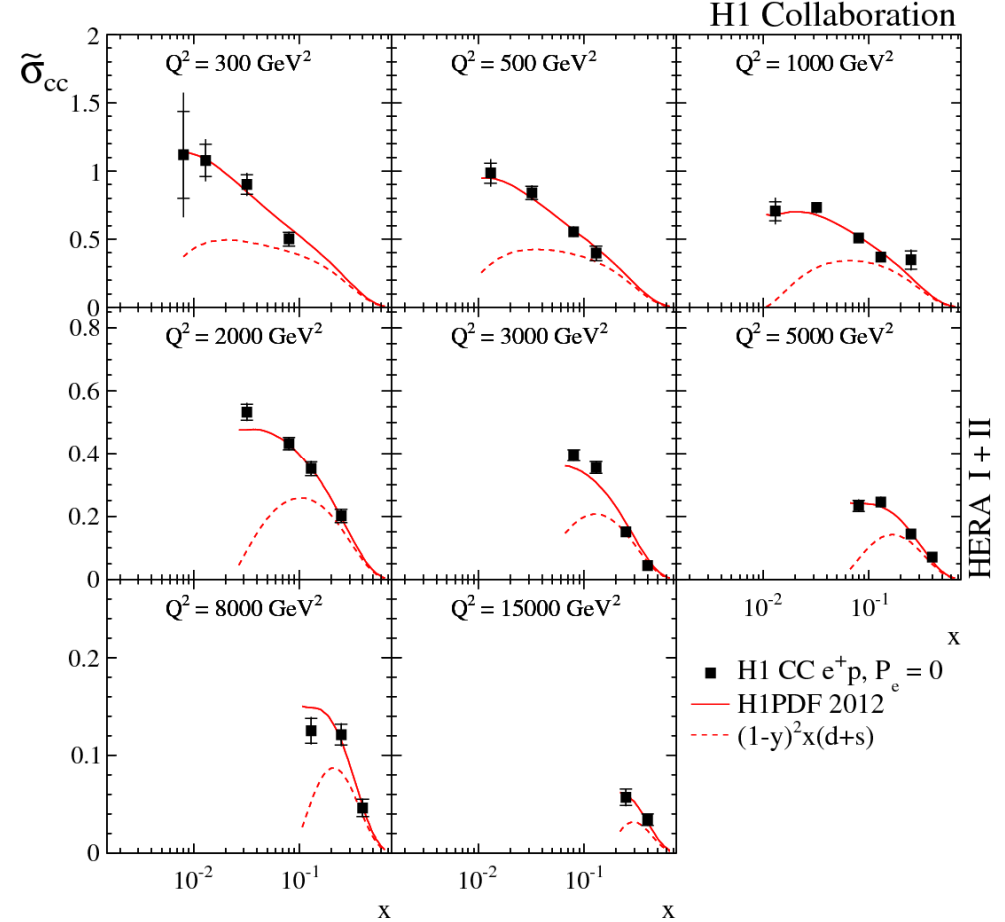 H1 Collaboration
σ̃cc
Q² = 300 GeV²
Q² = 500 GeV²
Q² = 1000 GeV²
2
1.5
1
0.5
0
Q² = 2000 GeV²
Q² = 3000 GeV²
Q² = 5000 GeV²
0.8
0.6
0.4
0.2
0
10⁻² 10⁻¹
x
HERA I + II
Q² = 8000 GeV²
Q² = 15000 GeV²
0.2
0.1
0
10⁻² 10⁻¹
x
10⁻² 10⁻¹
x
H1 CC e⁺p, Pₑ = 0
H1PDF 2012
(1-y)²x(d+s)